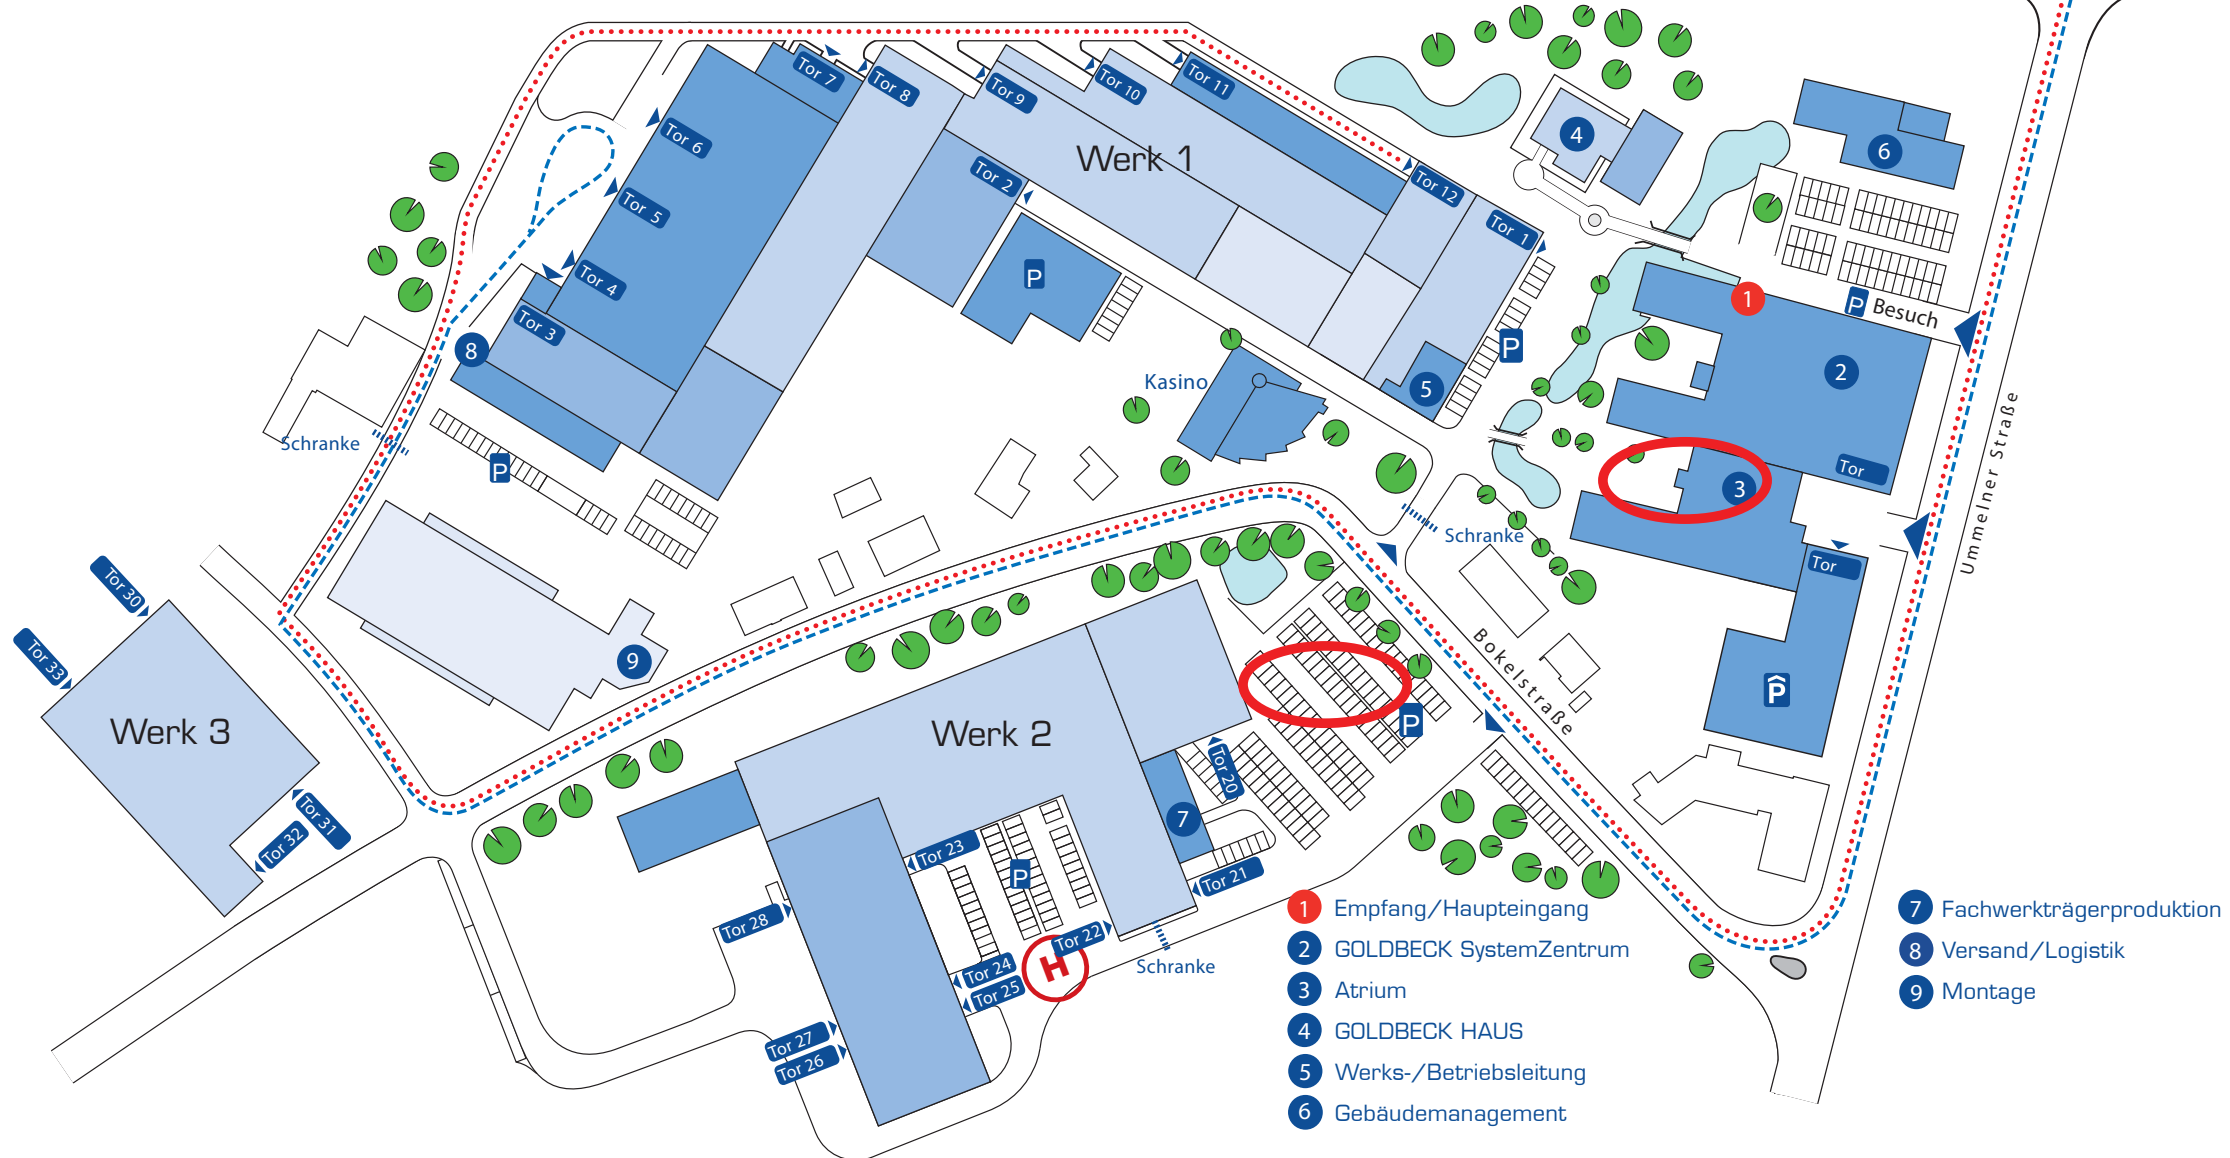 Tor 7
Tor 8
Tor 9
Tor 10
Tor 11
Tor 6
Tor 5
Tor 4
Tor 3
Werk 1
Tor 2
Tor 12
Tor 1
4
6
P
1
P Besuch
8
Kasino
5
P
2
Schranke
P
Tor
3
Schranke
Tor
Ummelner Straße
Tor 30
Tor 33
9
Bokelstraße
P
Werk 3
Werk 2
P
Tor 20
Tor 31
Tor 32
7
Tor 23
P
Tor 21
Tor 28
Tor 22
H
Tor 24
Tor 25
Schranke
Tor 27
Tor 26
1 Empfang/Haupteingang
2 GOLDBECK SystemZentrum
3 Atrium
4 GOLDBECK HAUS
5 Werks-/Betriebsleitung
6 Gebäudemanagement
7 Fachwerkträgerproduktion
8 Versand/Logistik
9 Montage